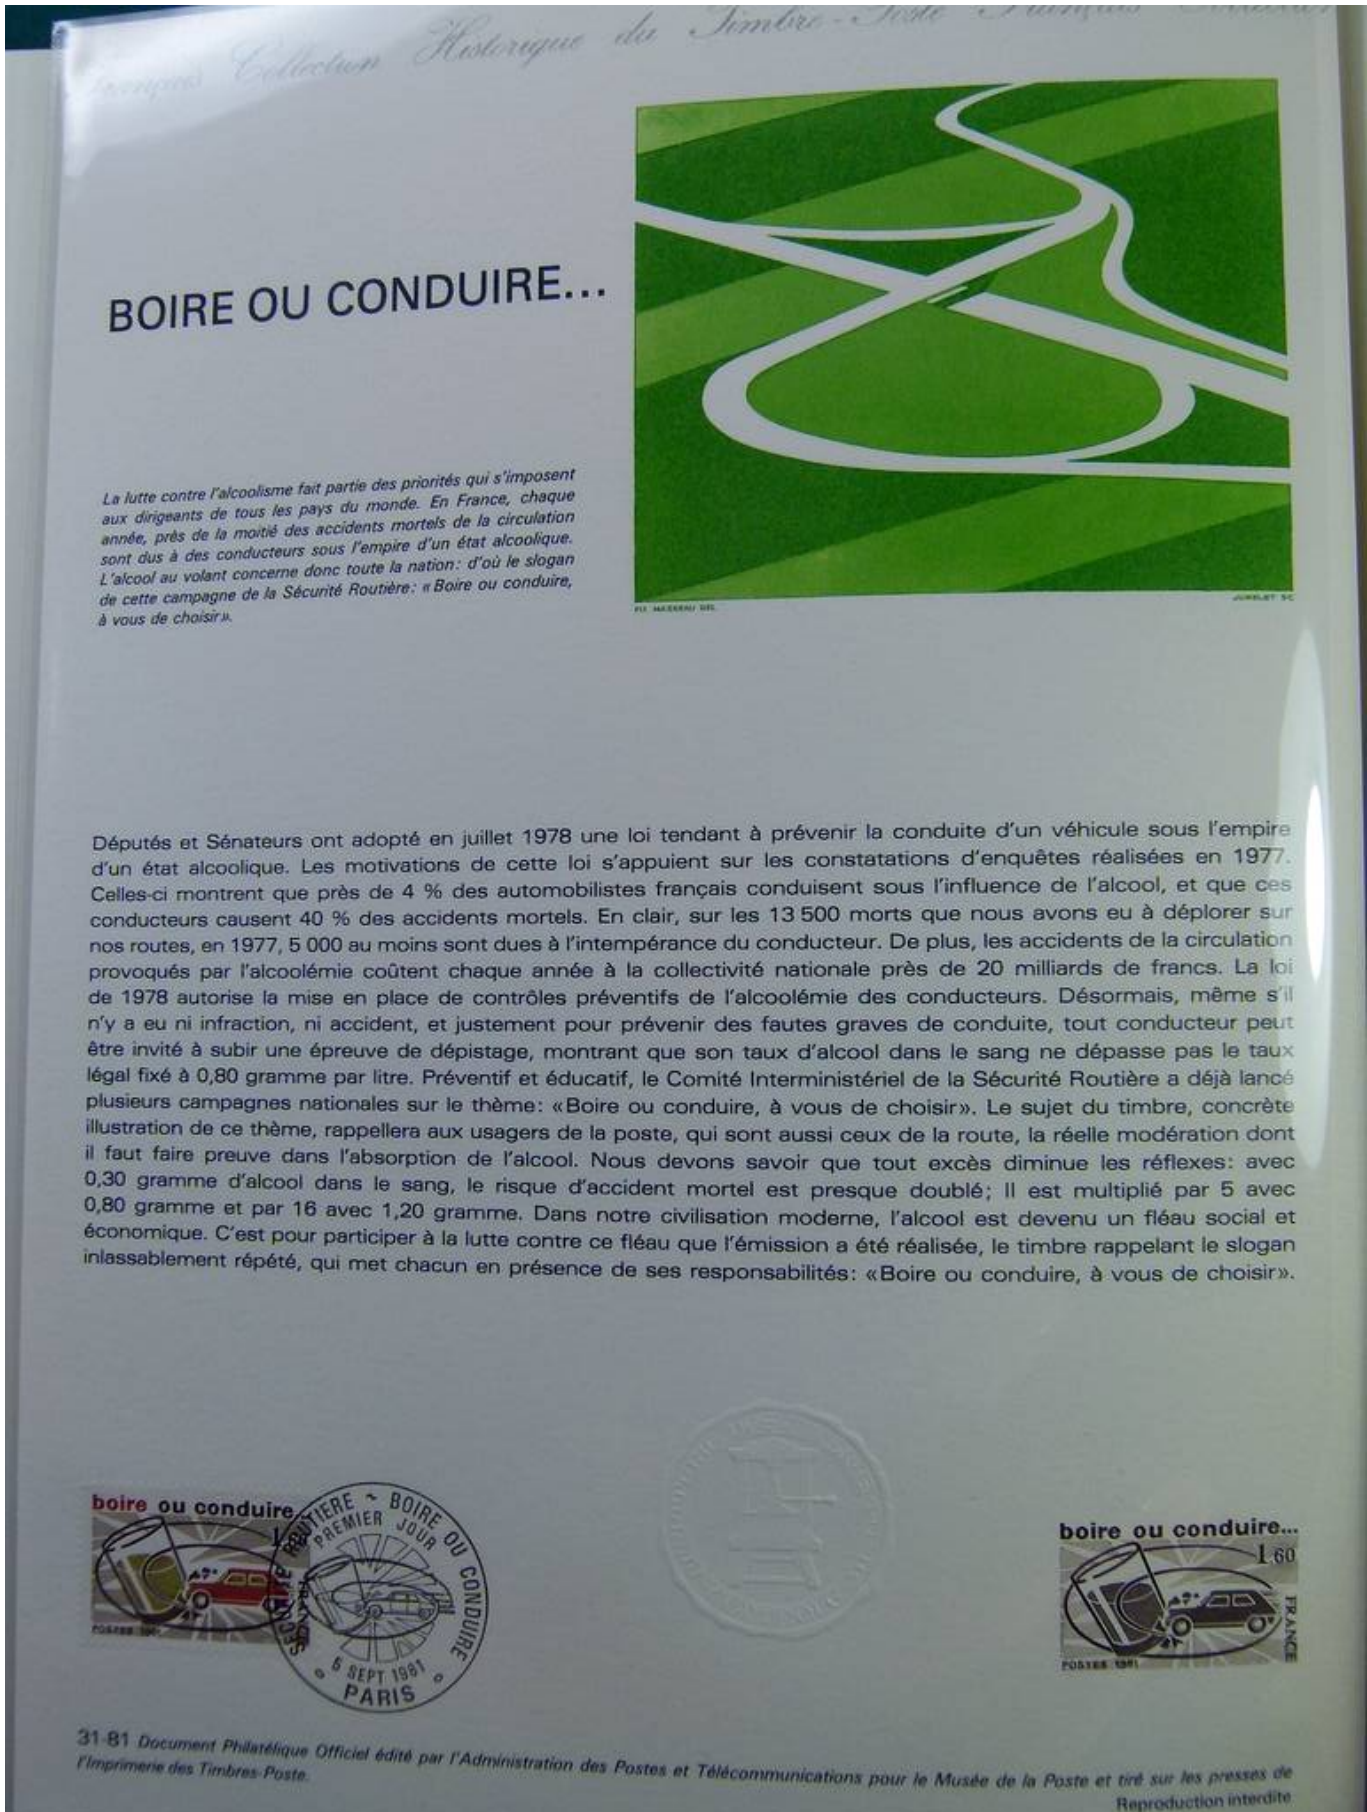 Français Collection Historique du Timbre-Poste Français
BOIRE OU CONDUIRE...
La lutte contre l'alcoolisme fait partie des priorités qui s'imposent
aux dirigeants de tous les pays du monde. En France, chaque
année, près de la moitié des accidents mortels de la circulation
sont dus à des conducteurs sous l'empire d'un état alcoolique.
L'alcool au volant concerne donc toute la nation: d'où le slogan
de cette campagne de la Sécurité Routière: «Boire ou conduire,
à vous de choisir».
DEL.
JUMELET SC
Députés et Sénateurs ont adopté en juillet 1978 une loi tendant à prévenir la conduite d'un véhicule sous l'empire
d'un état alcoolique. Les motivations de cette loi s'appuient sur les constatations d'enquêtes réalisées en 1977.
Celles-ci montrent que près de 4 % des automobilistes français conduisent sous l'influence de l'alcool, et que ces
conducteurs causent 40 % des accidents mortels. En clair, sur les 13 500 morts que nous avons eu à déplorer sur
nos routes, en 1977, 5 000 au moins sont dues à l'intempérance du conducteur. De plus, les accidents de la circulation
provoqués par l'alcoolémie coûtent chaque année à la collectivité nationale près de 20 milliards de francs. La loi
de 1978 autorise la mise en place de contrôles préventifs de l'alcoolémie des conducteurs. Désormais, même s'il
n'y a eu ni infraction, ni accident, et justement pour prévenir des fautes graves de conduite, tout conducteur peut
être invité à subir une épreuve de dépistage, montrant que son taux d'alcool dans le sang ne dépasse pas le taux
légal fixé à 0,80 gramme par litre. Préventif et éducatif, le Comité Interministériel de la Sécurité Routière a déjà lancé
plusieurs campagnes nationales sur le thème: «Boire ou conduire, à vous de choisir». Le sujet du timbre, concrète
illustration de ce thème, rappellera aux usagers de la poste, qui sont aussi ceux de la route, la réelle modération dont
il faut faire preuve dans l'absorption de l'alcool. Nous devons savoir que tout excès diminue les réflexes: avec
0,30 gramme d'alcool dans le sang, le risque d'accident mortel est presque doublé; Il est multiplié par 5 avec
0,80 gramme et par 16 avec 1,20 gramme. Dans notre civilisation moderne, l'alcool est devenu un fléau social et
économique. C'est pour participer à la lutte contre ce fléau que l'émission a été réalisée, le timbre rappelant le slogan
inlassablement répété, qui met chacun en présence de ses responsabilités: «Boire ou conduire, à vous de choisir».
boire ou conduire
POSTES 1981
FRANCE
SÉCURITÉ ROUTIERE ~ BOIRE OU CONDUIRE
PREMIER JOUR
6 SEPT 1981
PARIS
boire ou conduire...
1,60
FRANCE
POSTES 1981
31-81 Document Philatélique Officiel édité par l'Administration des Postes et Télécommunications pour le Musée de la Poste et tiré sur les presses de
l'Imprimerie des Timbres-Poste.
Reproduction interdite